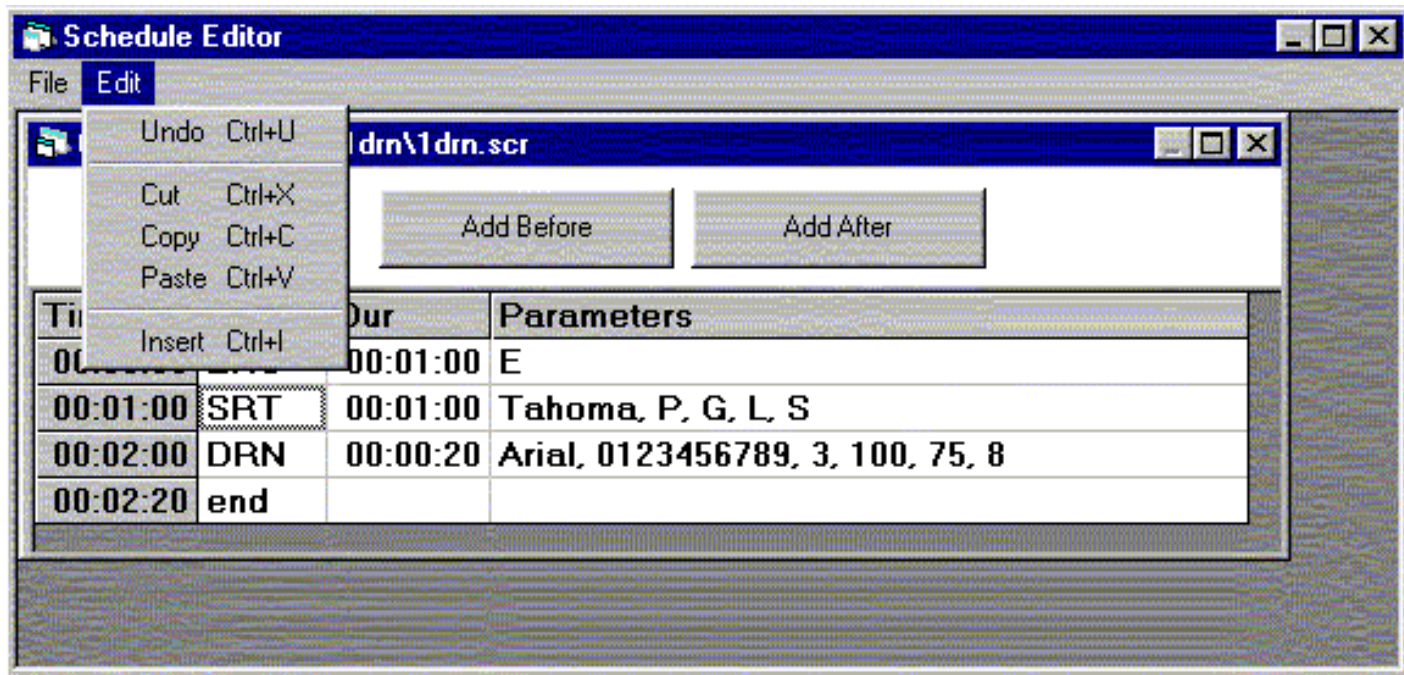 Schedule Editor
File Edit
Undo Ctrl+U
Cut Ctrl+X
Copy Ctrl+C
Paste Ctrl+V
Insert Ctrl+I
1drn\1drn.scr
Add Before Add After
Parameters
00:01:00 E
00:01:00 SRT 00:01:00 Tahoma, P, G, L, S
00:02:00 DRN 00:00:20 Arial, 0123456789, 3, 100, 75, 8
00:02:20 end